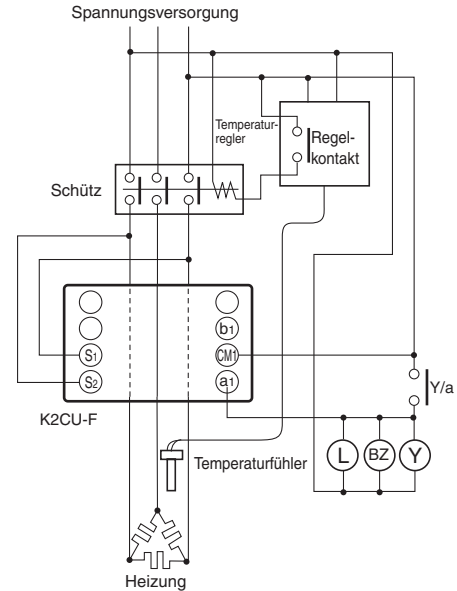 Spannungsversorgung
Temperatur-
regler
Regel-
kontakt
Schütz
b1
S1
CM1
S2
a1
Y/a
K2CU-F
L
BZ
Y
Temperaturfühler
Heizung